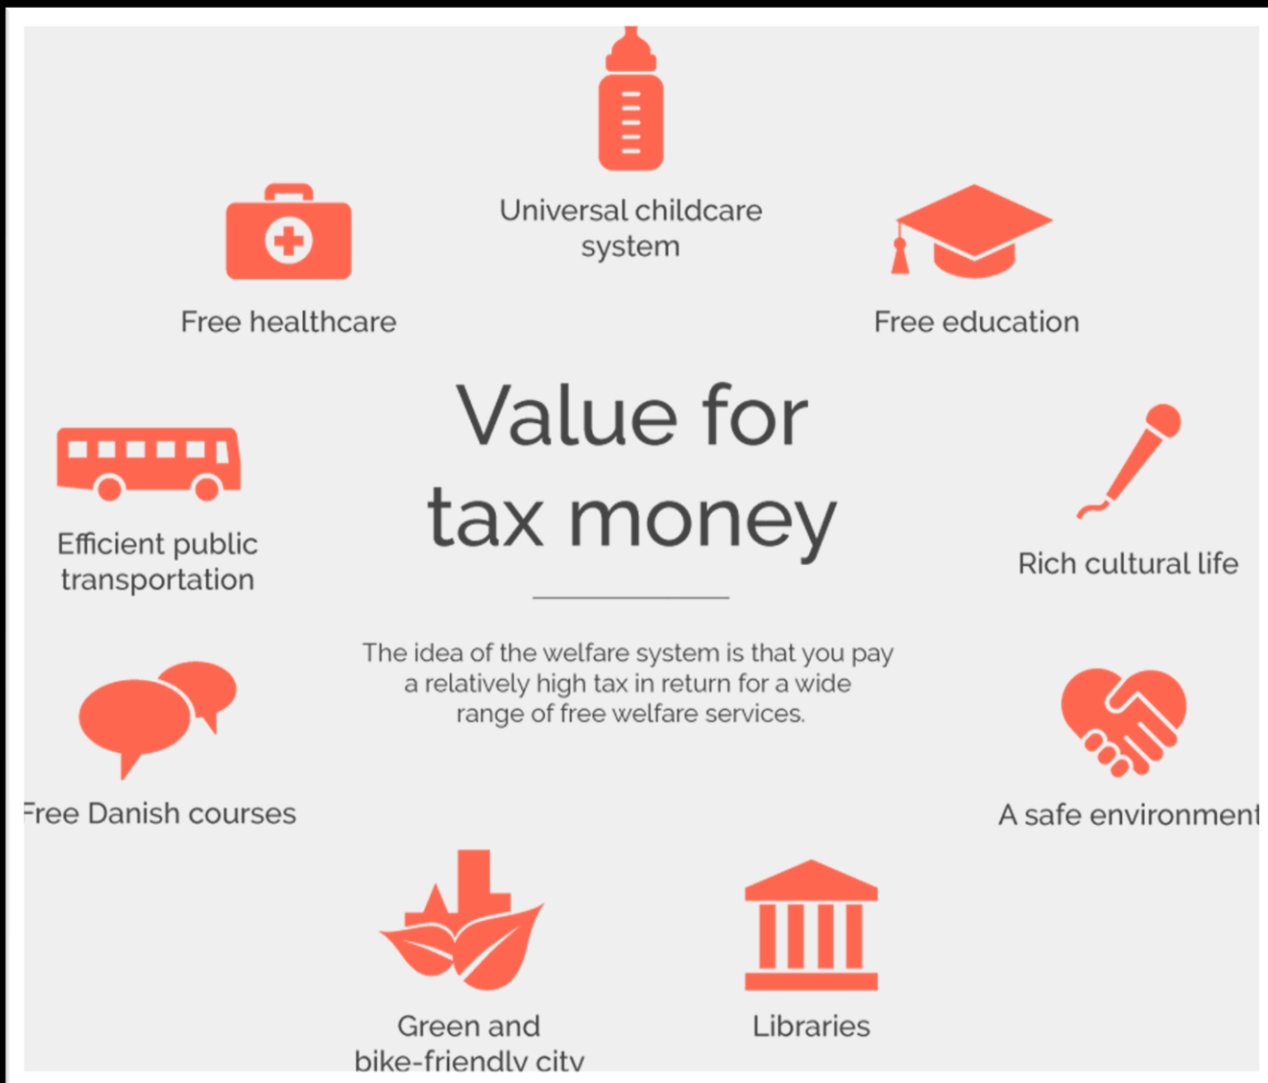 Universal childcare
system
Free healthcare
Free education
Value for
tax money
Efficient public
transportation
Rich cultural life
The idea of the welfare system is that you pay
a relatively high tax in return for a wide
range of free welfare services.
Free Danish courses
A safe environment
Green and
bike-friendly city
Libraries